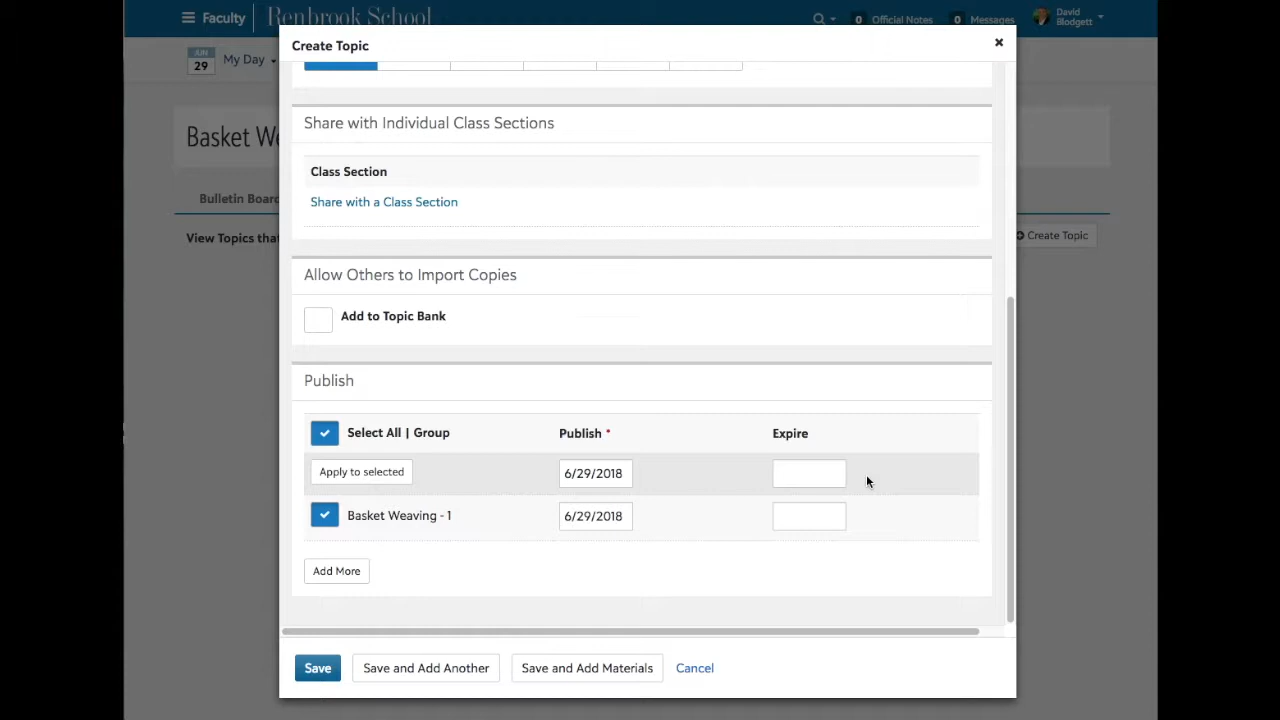 Faculty
Renbrook School
0 Official Notes
0 Messages
David
Blodgett
JUN
29
My Day
Create Topic
Basket We
Share with Individual Class Sections
Class Section
Share with a Class Section
Bulletin Board
View Topics that
Create Topic
Allow Others to Import Copies
Add to Topic Bank
Publish
Select All | Group
Publish *
Expire
Apply to selected
6/29/2018
Basket Weaving - 1
6/29/2018
Add More
Save
Save and Add Another
Save and Add Materials
Cancel